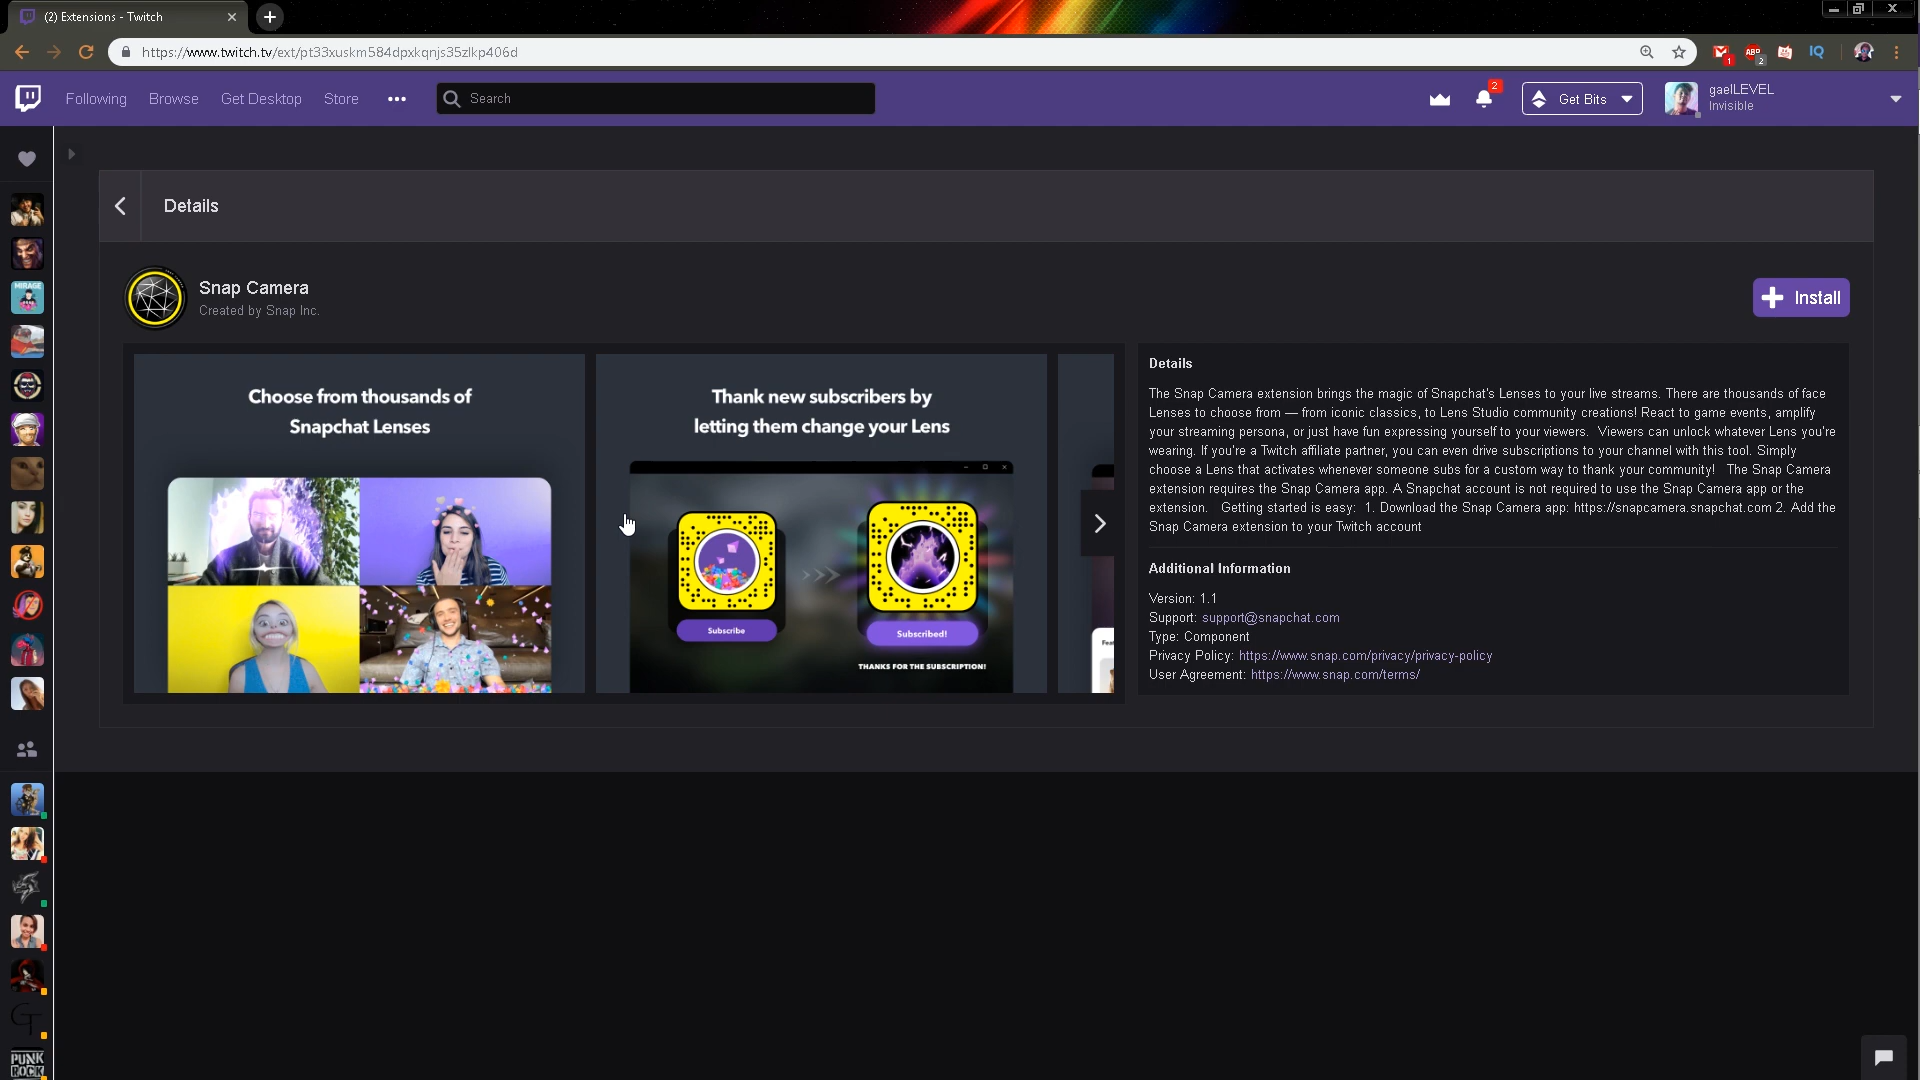 (2) Extensions - Twitch
https://www.twitch.tv/ext/pt33xuskm584dpxkqnjs35zlkp406d
1
ABP
2
IQ
Following
Browse
Get Desktop
Store
Search
2
Get Bits
gaelLEVEL
Invisible
Details
Snap Camera
Created by Snap Inc.
Install
Choose from thousands of
Snapchat Lenses
Thank new subscribers by
letting them change your Lens
Subscribe
Subscribed!
THANKS FOR THE SUBSCRIPTION!
Details
The Snap Camera extension brings the magic of Snapchat's Lenses to your live streams. There are thousands of face
Lenses to choose from — from iconic classics, to Lens Studio community creations! React to game events, amplify
your streaming persona, or just have fun expressing yourself to your viewers. Viewers can unlock whatever Lens you're
wearing. If you're a Twitch affiliate partner, you can even drive subscriptions to your channel with this tool. Simply
choose a Lens that activates whenever someone subs for a custom way to thank your community! The Snap Camera
extension requires the Snap Camera app. A Snapchat account is not required to use the Snap Camera app or the
extension. Getting started is easy: 1. Download the Snap Camera app: https://snapcamera.snapchat.com 2. Add the
Snap Camera extension to your Twitch account
Additional Information
Version: 1.1
Support: support@snapchat.com
Type: Component
Privacy Policy: https://www.snap.com/privacy/privacy-policy
User Agreement: https://www.snap.com/terms/
MIRAGE
GT
PUNK
ROCK